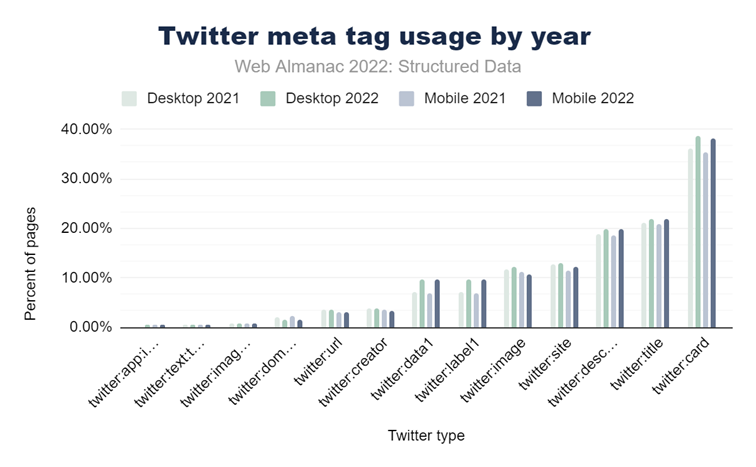 Twitter meta tag usage by year
Web Almanac 2022: Structured Data
Desktop 2021 Desktop 2022 Mobile 2021 Mobile 2022
40.00%
30.00%
20.00%
10.00%
0.00%
Percent of pages
twitter:app:i…
twitter:text:t…
twitter:imag…
twitter:dom…
twitter:url
twitter:creator
twitter:data1
twitter:label1
twitter:image
twitter:site
twitter:desc…
twitter:title
twitter:card
Twitter type